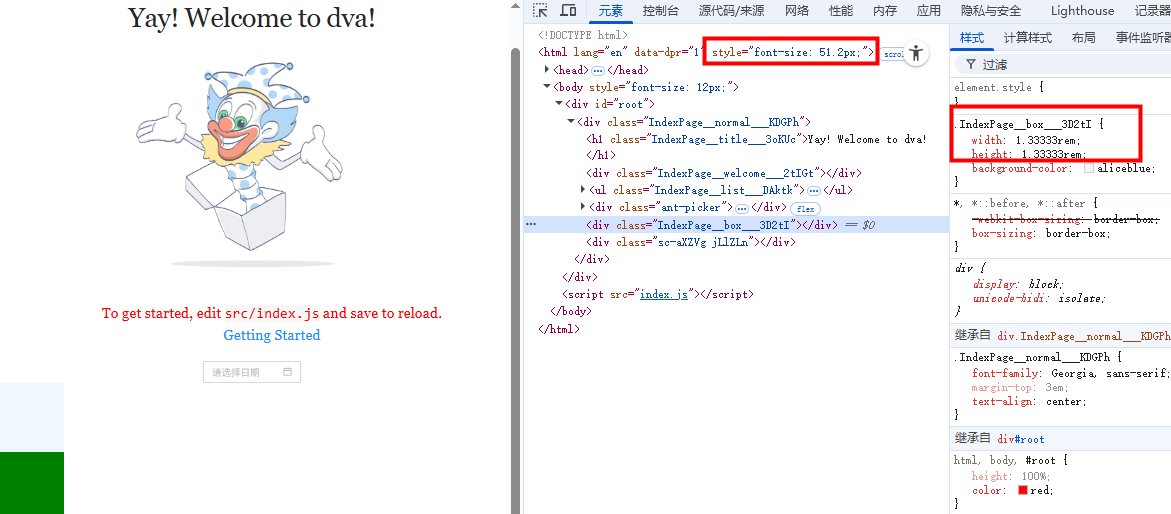 Yay! Welcome to dva!
To get started, edit src/index.js and save to reload.
Getting Started
请选择日期
元素 控制台 源代码/来源 网络 性能 内存 应用 隐私与安全 Lighthouse 记录器
<!DOCTYPE html>
<html lang="en" data-dpr="1" style="font-size: 51.2px;"> scrol
<head> ⋯ </head>
<body style="font-size: 12px;">
<div id="root">
<div class="IndexPage__normal___KDGPh">
<h1 class="IndexPage__title___3oKUc">Yay! Welcome to dva!
</h1>
<div class="IndexPage__welcome___2tIGt"></div>
<ul class="IndexPage__list___DAktk"> ⋯ </ul>
<div class="ant-picker"> ⋯ </div> flex
⋯ <div class="IndexPage__box___3D2tI"></div> == $0
<div class="sc-aXZVg jLlZLn"></div>
</div>
</div>
<script src="index.js"></script>
</body>
</html>
样式 计算样式 布局 事件监听器
过滤
element.style {
}
.IndexPage__box___3D2tI {
width: 1.33333rem;
height: 1.33333rem;
background-color: aliceblue;
}
*, *::before, *::after {
-webkit-box-sizing: border-box;
box-sizing: border-box;
}
div {
display: block;
unicode-bidi: isolate;
}
继承自 div.IndexPage__normal___KDGPh
.IndexPage__normal___KDGPh {
font-family: Georgia, sans-serif;
margin-top: 3em;
text-align: center;
}
继承自 div#root
html, body, #root {
height: 100%;
color: red;
}